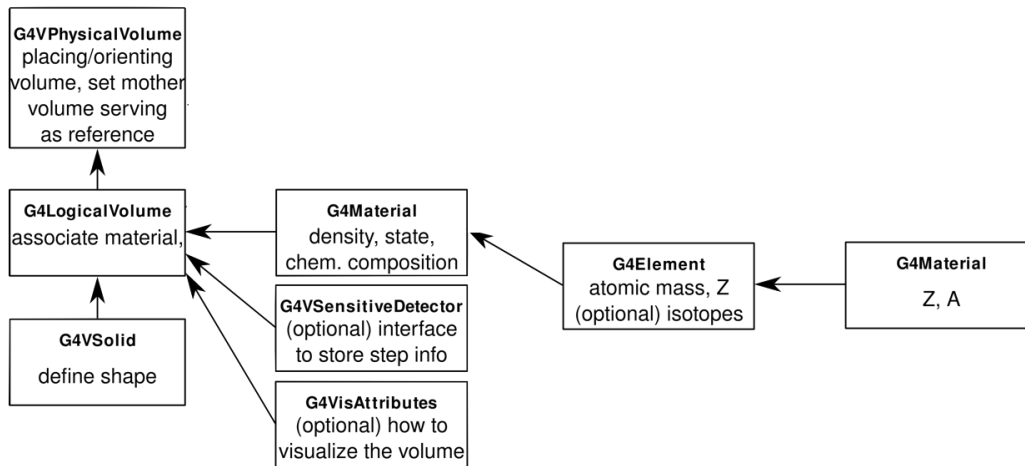 G4VPhysicalVolume
placing/orienting
volume, set mother
volume serving
as reference
G4LogicalVolume
associate material,
G4VSolid
define shape
G4Material
density, state,
chem. composition
G4VSensitiveDetector
(optional) interface
to store step info
G4VisAttributes
(optional) how to
visualize the volume
G4Element
atomic mass, Z
(optional) isotopes
G4Material
Z, A